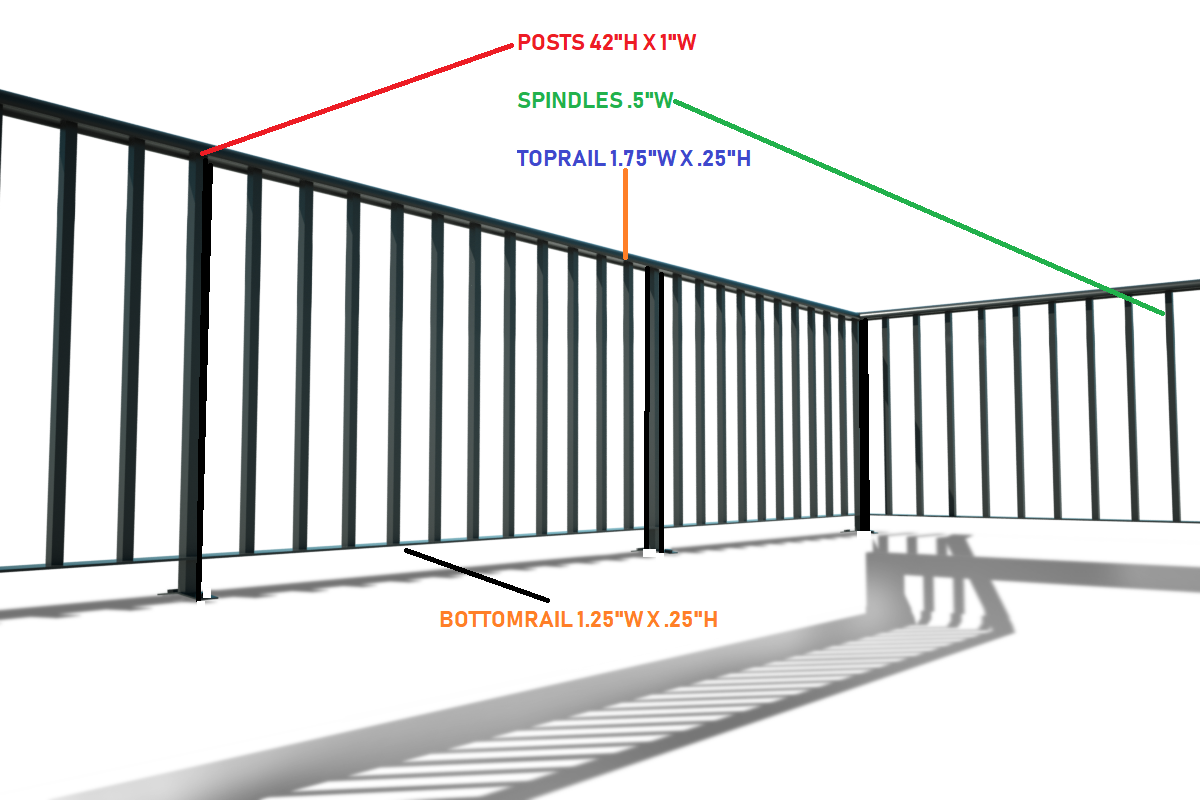 POSTS 42"H X 1"W
SPINDLES .5"W
TOPRAIL 1.75"W X .25"H
BOTTOMRAIL 1.25"W X .25"H